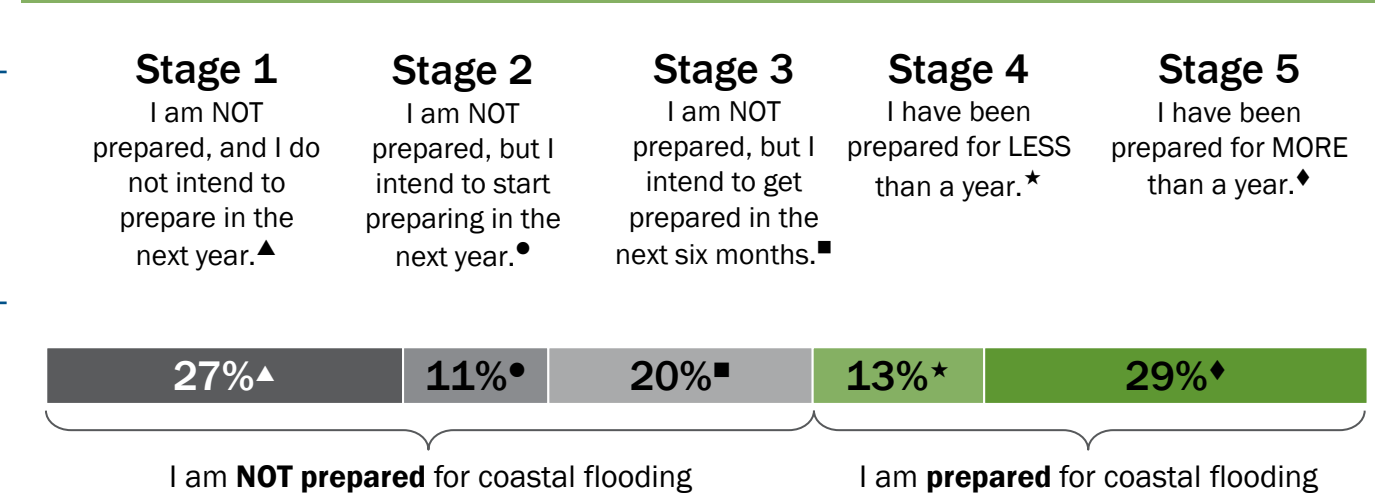 Stage 1
I am NOT
prepared, and I do
not intend to
prepare in the
next year.▲
Stage 2
I am NOT
prepared, but I
intend to start
preparing in the
next year.●
Stage 3
I am NOT
prepared, but I
intend to get
prepared in the
next six months.■
Stage 4
I have been
prepared for LESS
than a year.★
Stage 5
I have been
prepared for MORE
than a year.♦
27%▲
11%●
20%■
13%★
29%♦
I am NOT prepared for coastal flooding
I am prepared for coastal flooding